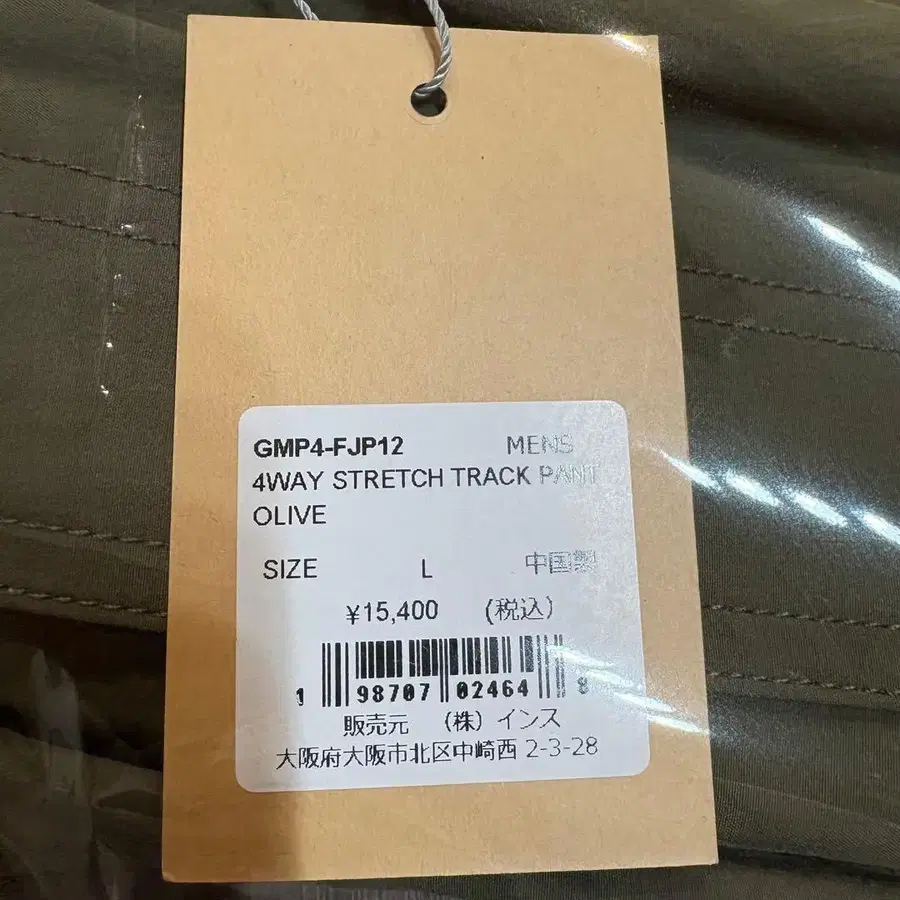 GMP4-FJP12 MENS
4WAY STRETCH TRACK PANT
OLIVE
SIZE L 中国製
¥15,400 (税込)
1 98707 02464 8
販売元 (株) インス
大阪府大阪市北区中崎西 2-3-28